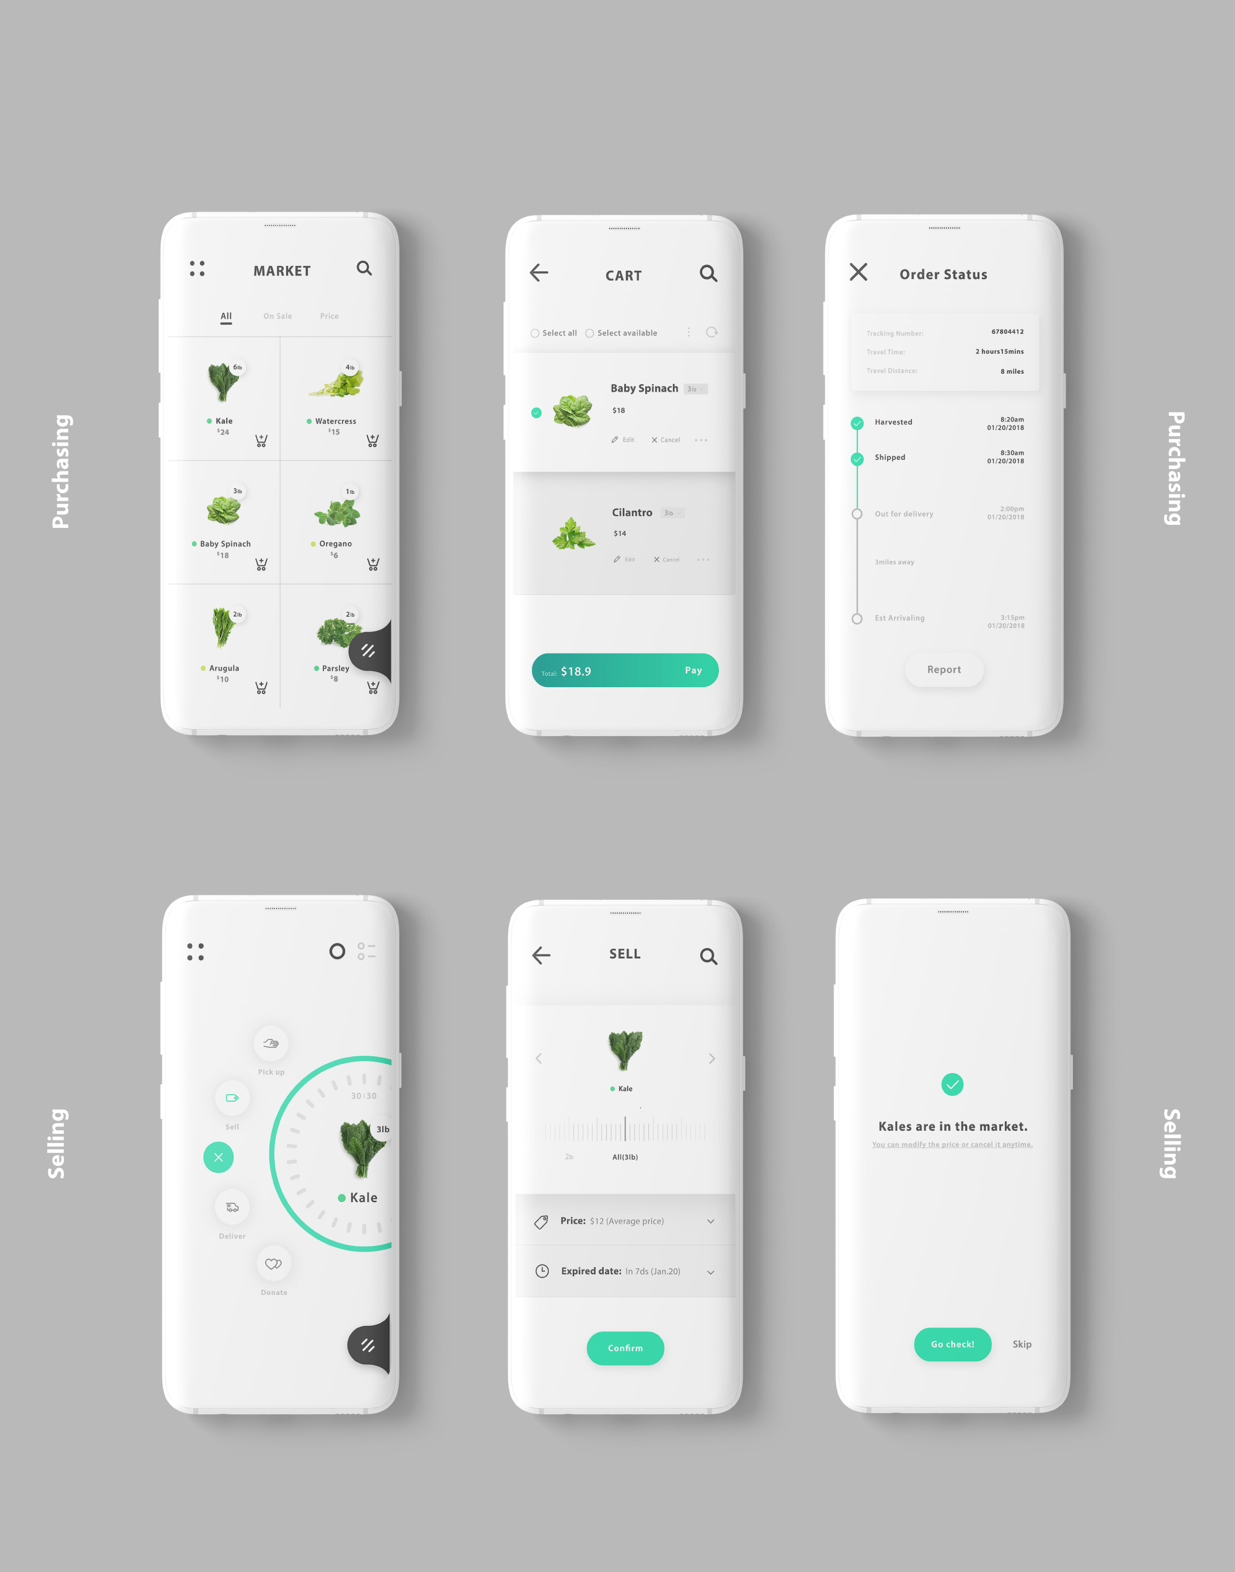 Purchasing
MARKET
All On Sale Price
6lb
Kale
$24
4lb
Watercress
$15
3lb
Baby Spinach
$18
1lb
Oregano
$6
2lb
Arugula
$10
2lb
Parsley
$8
CART
Select all Select available
Baby Spinach 3lb
$18
Edit Cancel
Cilantro 3lb
$14
Edit Cancel
Total: $18.9 Pay
Order Status
Tracking Number: 67804412
Travel Time: 2 hours15mins
Travel Distance: 8 miles
Harvested 8:20am
01/20/2018
Shipped 8:30am
01/20/2018
Out for delivery 2:00pm
01/20/2018
3miles away
Est Arrivaling 3:15pm
01/20/2018
Report
Purchasing
Selling
Pick up
Sell
Deliver
Donate
30:30
3lb
Kale
SELL
Kale
2lb All(3lb)
Price: $12 (Average price)
Expired date: In 7ds (Jan.20)
Confirm
Kales are in the market.
You can modify the price or cancel it anytime.
Go check! Skip
Selling